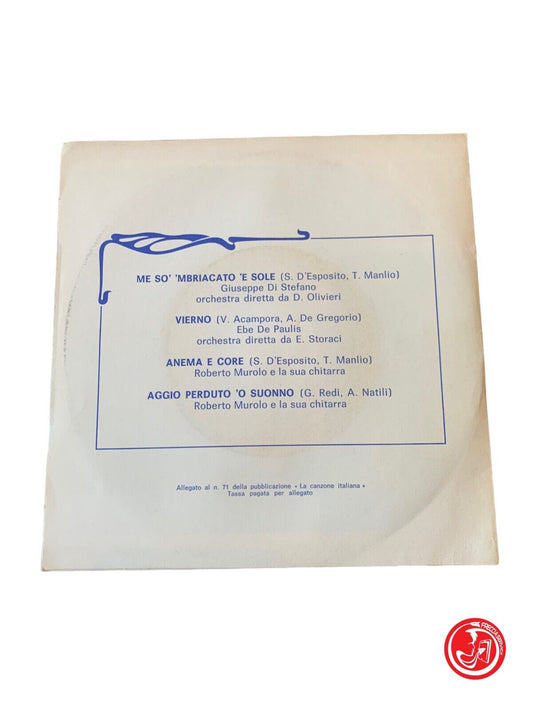 ME SO' 'MBRIACATO 'E SOLE (S. D'Esposito, T. Manlio)
Giuseppe Di Stefano
orchestra diretta da D. Olivieri
VIERNO (V. Acampora, A. De Gregorio)
Ebe De Paulis
orchestra diretta da E. Storaci
ANEMA E CORE (S. D'Esposito, T. Manlio)
Roberto Murolo e la sua chitarra
AGGIO PERDUTO 'O SUONNO (G. Redi, A. Natili)
Roberto Murolo e la sua chitarra
Allegato al n. 71 della pubblicazione « La canzone italiana »
Tassa pagata per allegato